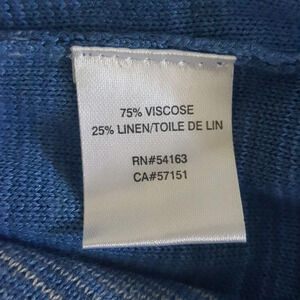 75% VISCOSE
25% LINEN/TOILE DE LIN
RN#54163
CA#57151